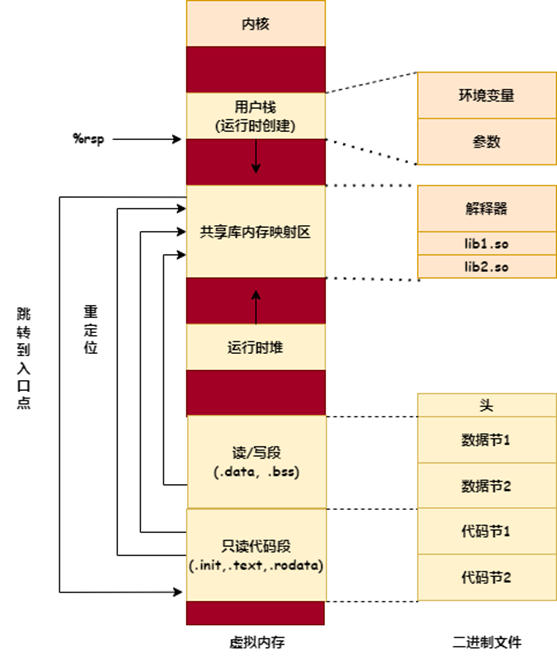 内核
用户栈
(运行时创建)
%rsp
共享库内存映射区
运行时堆
读/写段
(.data, .bss)
只读代码段
(.init,.text,.rodata)
虚拟内存
跳转到入口点
重定位
环境变量
参数
解释器
lib1.so
lib2.so
头
数据节1
数据节2
代码节1
代码节2
二进制文件